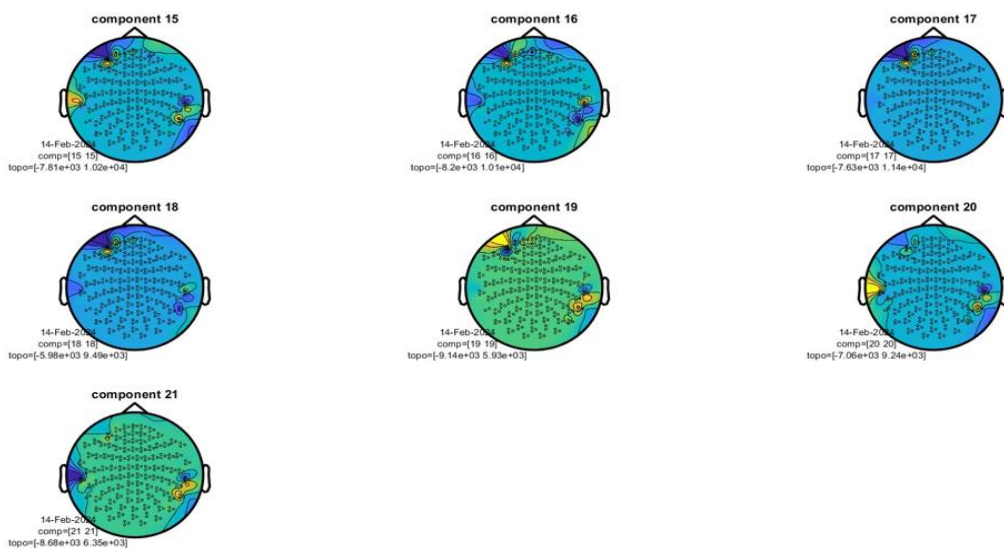 component 15
14-Feb-2024
comp=[15 15]
topo=[-7.81e+03 1.02e+04]
component 16
14-Feb-2024
comp=[16 16]
topo=[-8.2e+03 1.01e+04]
component 17
14-Feb-2024
comp=[17 17]
topo=[-7.63e+03 1.14e+04]
component 18
14-Feb-2024
comp=[18 18]
topo=[-5.98e+03 9.49e+03]
component 19
14-Feb-2024
comp=[19 19]
topo=[-9.14e+03 5.93e+03]
component 20
14-Feb-2024
comp=[20 20]
topo=[-7.06e+03 9.24e+03]
component 21
14-Feb-2024
comp=[21 21]
topo=[-8.68e+03 6.35e+03]